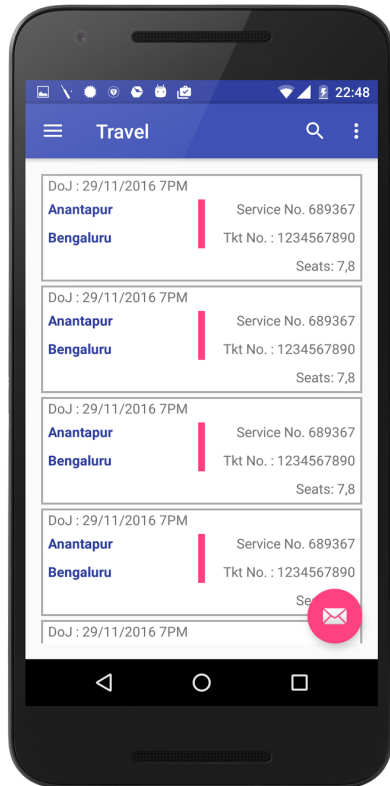 22:48
Travel
DoJ : 29/11/2016 7PM
Anantapur Service No. 689367
Bengaluru Tkt No. : 1234567890
Seats: 7,8
DoJ : 29/11/2016 7PM
Anantapur Service No. 689367
Bengaluru Tkt No. : 1234567890
Seats: 7,8
DoJ : 29/11/2016 7PM
Anantapur Service No. 689367
Bengaluru Tkt No. : 1234567890
Seats: 7,8
DoJ : 29/11/2016 7PM
Anantapur Service No. 689367
Bengaluru Tkt No. : 1234567890
DoJ : 29/11/2016 7PM